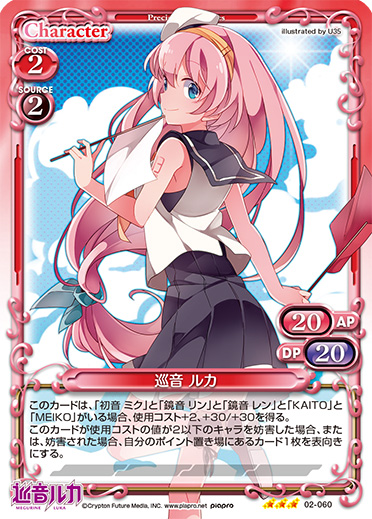 Precious Memories
Character
illustrated by U35
COST
2
SOURCE
2
20 AP
DP 20
巡音 ルカ
このカードは、「初音 ミク」と「鏡音 リン」と「鏡音 レン」と「KAITO」と
「MEIKO」がいる場合、使用コスト+2、+30/+30を得る。
このカードが使用コストの値が2以下のキャラを妨害した場合、また
は、妨害された場合、自分のポイント置き場にあるカード1枚を表向き
にする。
巡音ルカ
MEGURINE LUKA
©Crypton Future Media, INC. www.piapro.net piapro
02-060